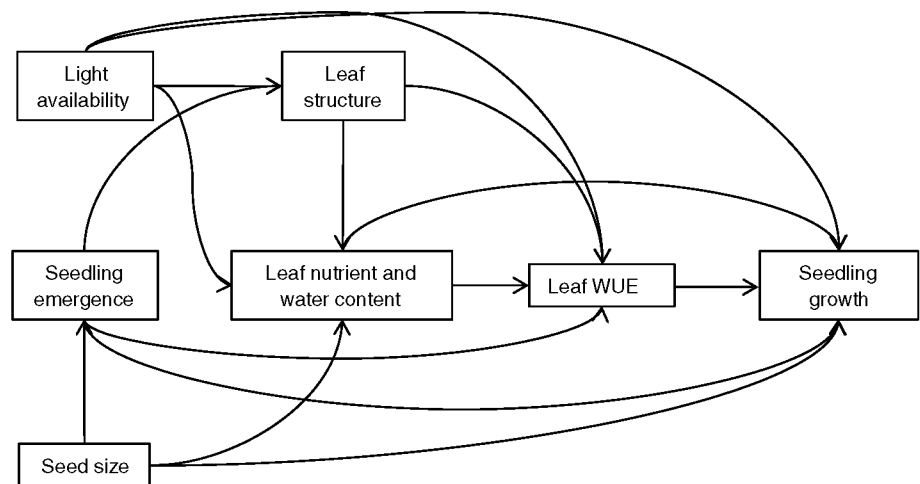 Light
availability
Leaf
structure
Seedling
emergence
Leaf nutrient and
water content
Leaf WUE
Seedling
growth
Seed size